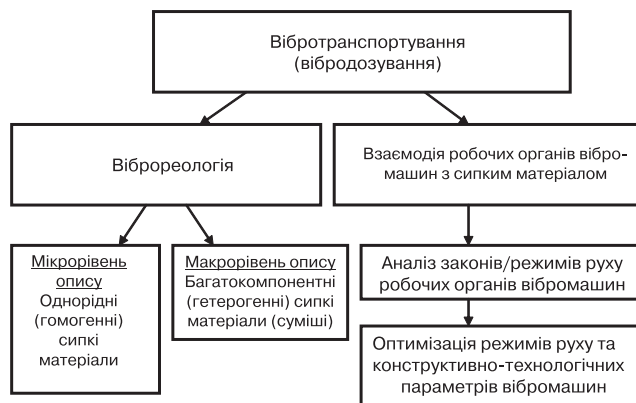 Вібротранспортування
(вібродозування)
Віброреологія
Взаємодія робочих органів вібро-
машин з сипким матеріалом
Мікрорівень
опису
Однорідні
(гомогенні)
сипкі
матеріали
Макрорівень опису
Багатокомпонентні
(гетерогенні) сипкі
матеріали (суміші)
Аналіз законів/режимів руху
робочих органів вібромашин
Оптимізація режимів руху та
конструктивно-технологічних
параметрів вібромашин